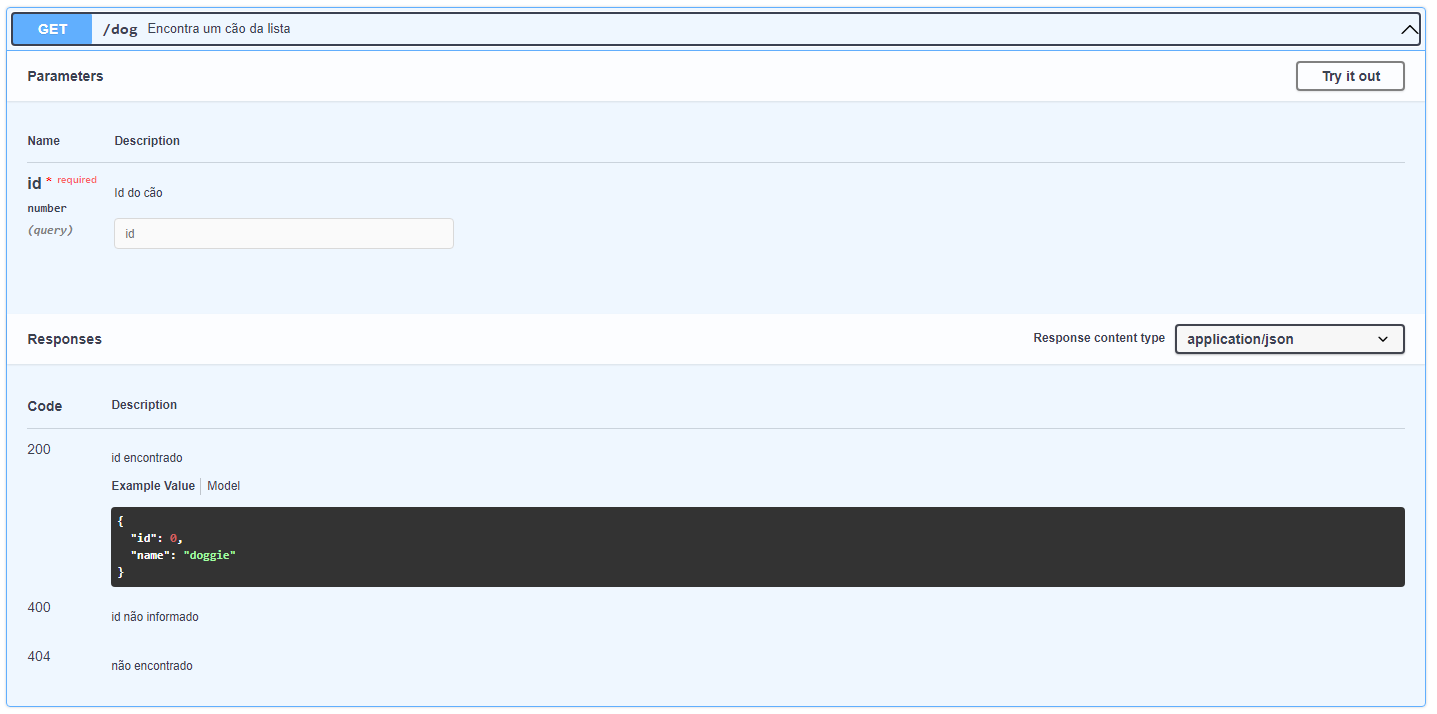 GET /dog Encontra um cão da lista
Parameters Try it out
Name Description
id * required Id do cão
number
(query) id
Responses Response content type application/json
Code Description
200 id encontrado
Example Value Model
{
"id": 0,
"name": "doggie"
}
400 id não informado
404 não encontrado